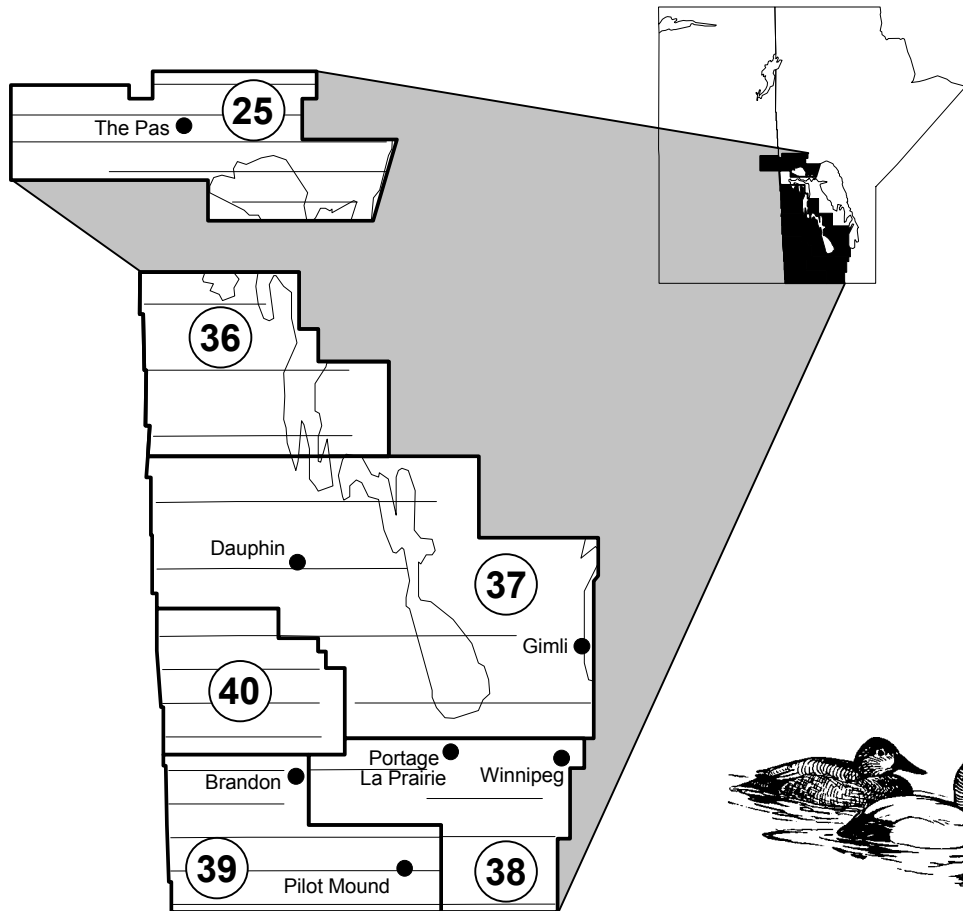 25
The Pas
36
Dauphin
37
Gimli
40
Portage
La Prairie
Winnipeg
Brandon
39
Pilot Mound
38